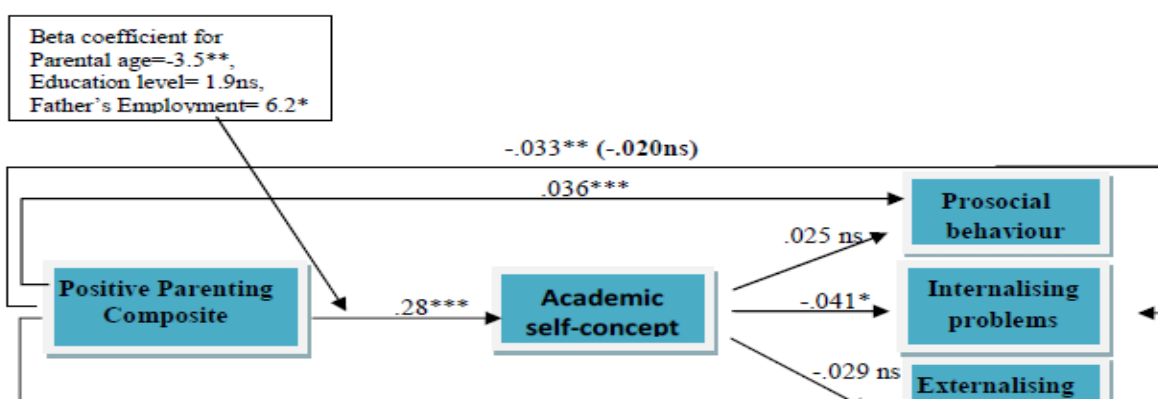 Beta coefficient for
Parental age=-3.5**,
Education level= 1.9ns,
Father's Employment= 6.2*
-.033** (-.020ns)
.036***
Prosocial
behaviour
.025 ns
Positive Parenting
Composite
.28***
Academic
self-concept
-.041*
Internalising
problems
-.029 ns
Externalising